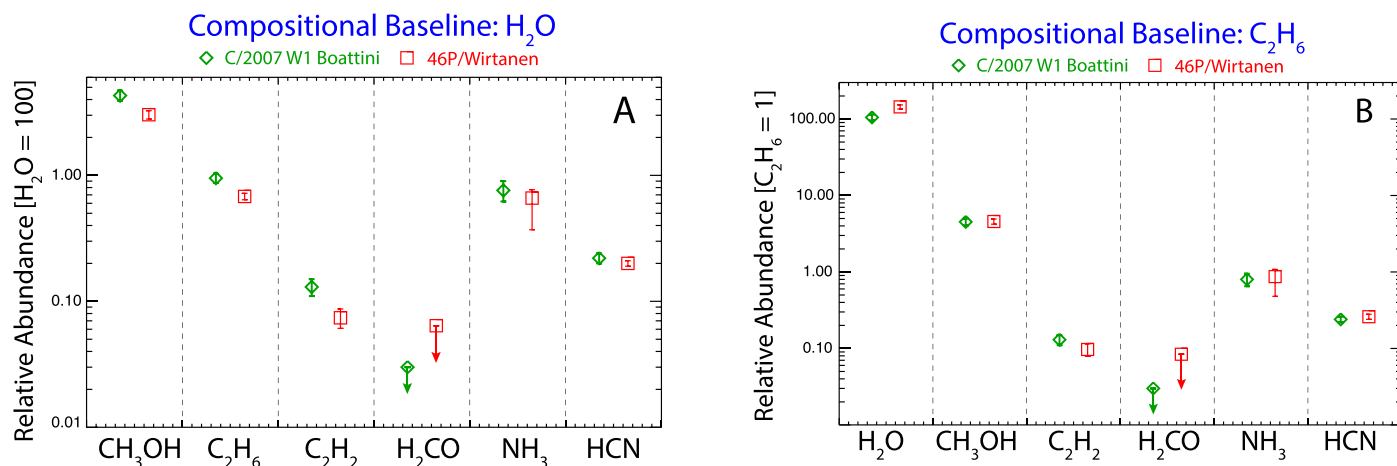 Compositional Baseline: H₂O
C/2007 W1 Boattini 46P/Wirtanen
Relative Abundance [H₂O = 100]
A
1.00
0.10
0.01
CH₃OH C₂H₆ C₂H₂ H₂CO NH₃ HCN
Compositional Baseline: C₂H₆
C/2007 W1 Boattini 46P/Wirtanen
Relative Abundance [C₂H₆ = 1]
B
100.00
10.00
1.00
0.10
H₂O CH₃OH C₂H₂ H₂CO NH₃ HCN